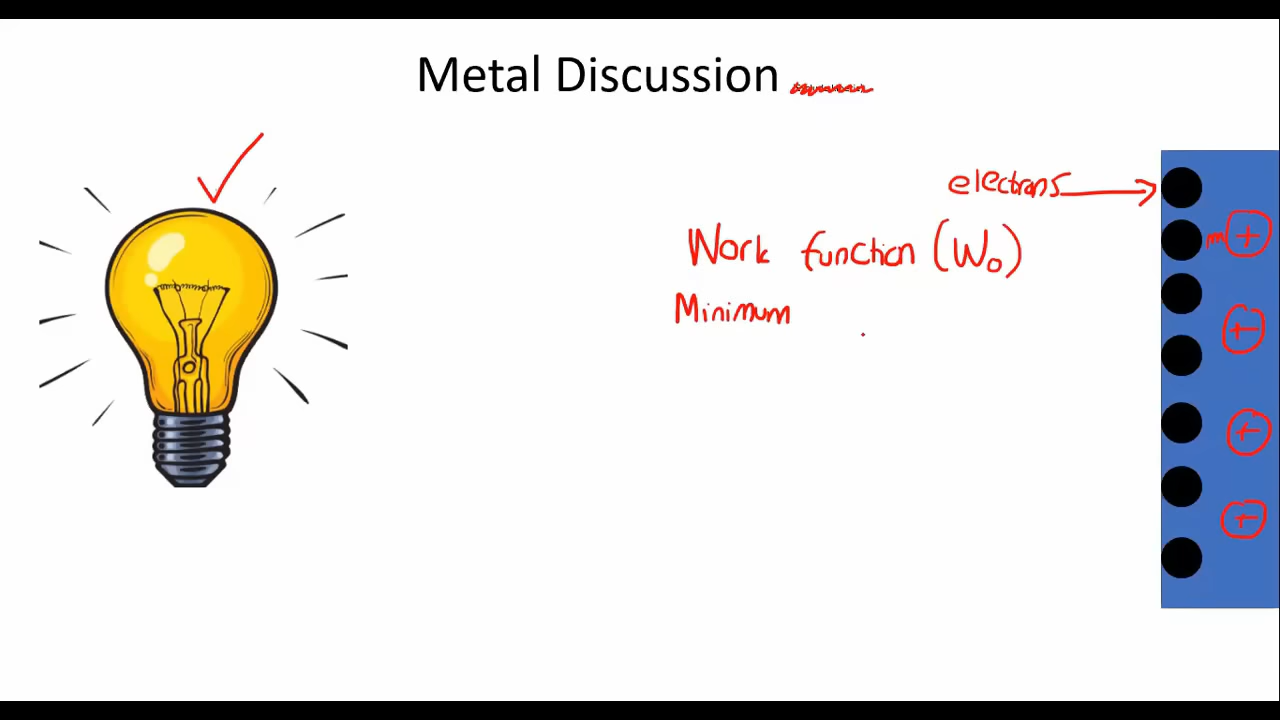 Metal Discussion
electrons
Work function (W₀)
m +
Minimum
+
+
+